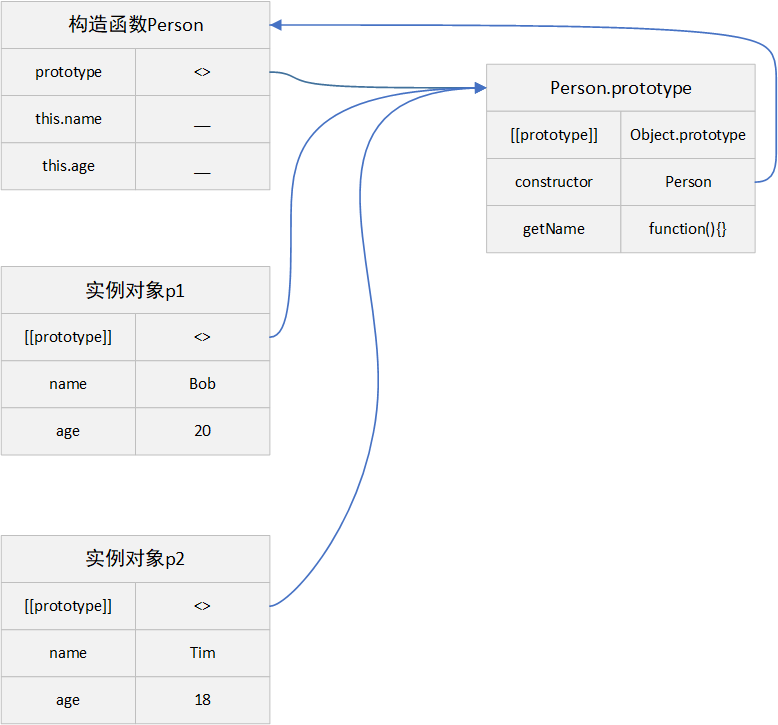 构造函数Person
prototype <>
this.name __
this.age __
Person.prototype
[[prototype]] Object.prototype
constructor Person
getName function(){}
实例对象p1
[[prototype]] <>
name Bob
age 20
实例对象p2
[[prototype]] <>
name Tim
age 18